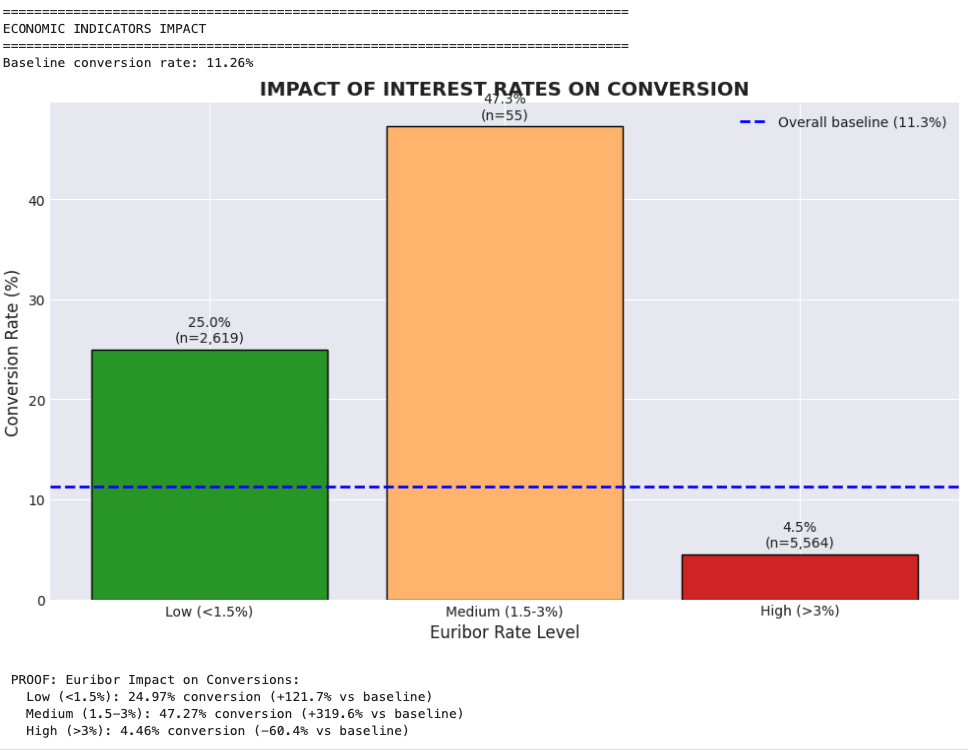 ================================================================================
ECONOMIC INDICATORS IMPACT
================================================================================
Baseline conversion rate: 11.26%
IMPACT OF INTEREST RATES ON CONVERSION
47.3%
(n=55)
Overall baseline (11.3%)
40
30
20
10
0
Conversion Rate (%)
25.0%
(n=2,619)
4.5%
(n=5,564)
Low (<1.5%)
Medium (1.5-3%)
High (>3%)
Euribor Rate Level
PROOF: Euribor Impact on Conversions:
Low (<1.5%): 24.97% conversion (+121.7% vs baseline)
Medium (1.5-3%): 47.27% conversion (+319.6% vs baseline)
High (>3%): 4.46% conversion (-60.4% vs baseline)